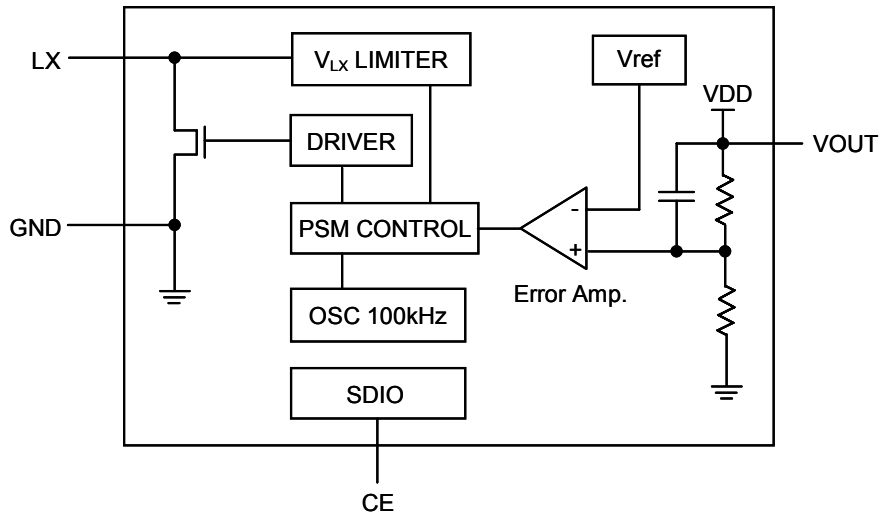 LX
VLX LIMITER
Vref
VDD
DRIVER
VOUT
GND
PSM CONTROL
-
+
Error Amp.
OSC 100kHz
SDIO
CE